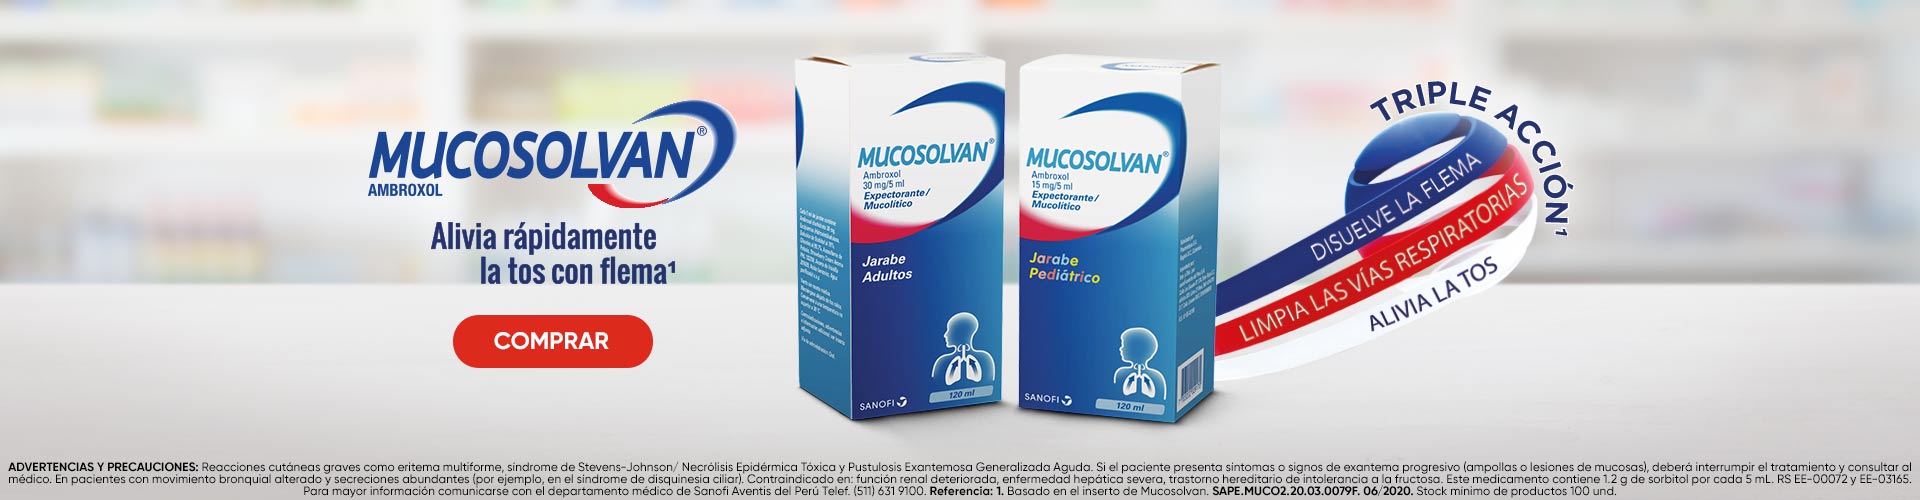 MUCOSOLVAN®
AMBROXOL
Alivia rápidamente
la tos con flema¹
COMPRAR
MUCOSOLVAN®
Ambroxol
30 mg/5 ml
Expectorante/
Mucolítico
Jarabe
Adultos
SANOFI
120 ml
MUCOSOLVAN®
Ambroxol
15 mg/5 ml
Expectorante/
Mucolítico
Jarabe
Pediátrico
SANOFI
120 ml
TRIPLE ACCIÓN¹
DISUELVE LA FLEMA
LIMPIA LAS VÍAS RESPIRATORIAS
ALIVIA LA TOS
ADVERTENCIAS Y PRECAUCIONES: Reacciones cutáneas graves como eritema multiforme, síndrome de Stevens-Johnson/ Necrólisis Epidérmica Tóxica y Pustulosis Exantemosa Generalizada Aguda. Si el paciente presenta síntomas o signos de exantema progresivo (ampollas o lesiones de mucosas), deberá interrumpir el tratamiento y consultar al
médico. En pacientes con movimiento bronquial alterado y secreciones abundantes (por ejemplo, en el síndrome de disquinesia ciliar). Contraindicado en: función renal deteriorada, enfermedad hepática severa, trastorno hereditario de intolerancia a la fructosa. Este medicamento contiene 1.2 g de sorbitol por cada 5 mL. RS EE-00072 y EE-03165.
Para mayor información comunicarse con el departamento médico de Sanofi Aventis del Perú Telef. (511) 631 9100. Referencia: 1. Basado en el inserto de Mucosolvan. SAPE.MUCO2.20.03.0079F. 06/2020. Stock mínimo de productos 100 und.